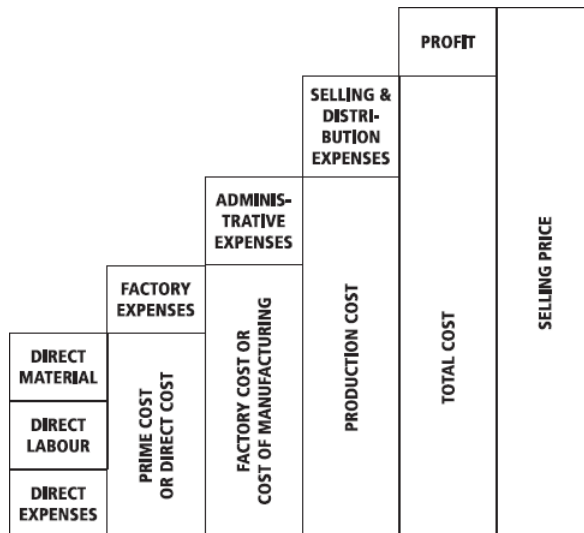 PROFIT
SELLING &
DISTRI-
BUTION
EXPENSES
ADMINIS-
TRATIVE
EXPENSES
FACTORY
EXPENSES
DIRECT
MATERIAL
DIRECT
LABOUR
DIRECT
EXPENSES
PRIME COST
OR DIRECT COST
FACTORY COST OR
COST OF MANUFACTURING
PRODUCTION COST
TOTAL COST
SELLING PRICE